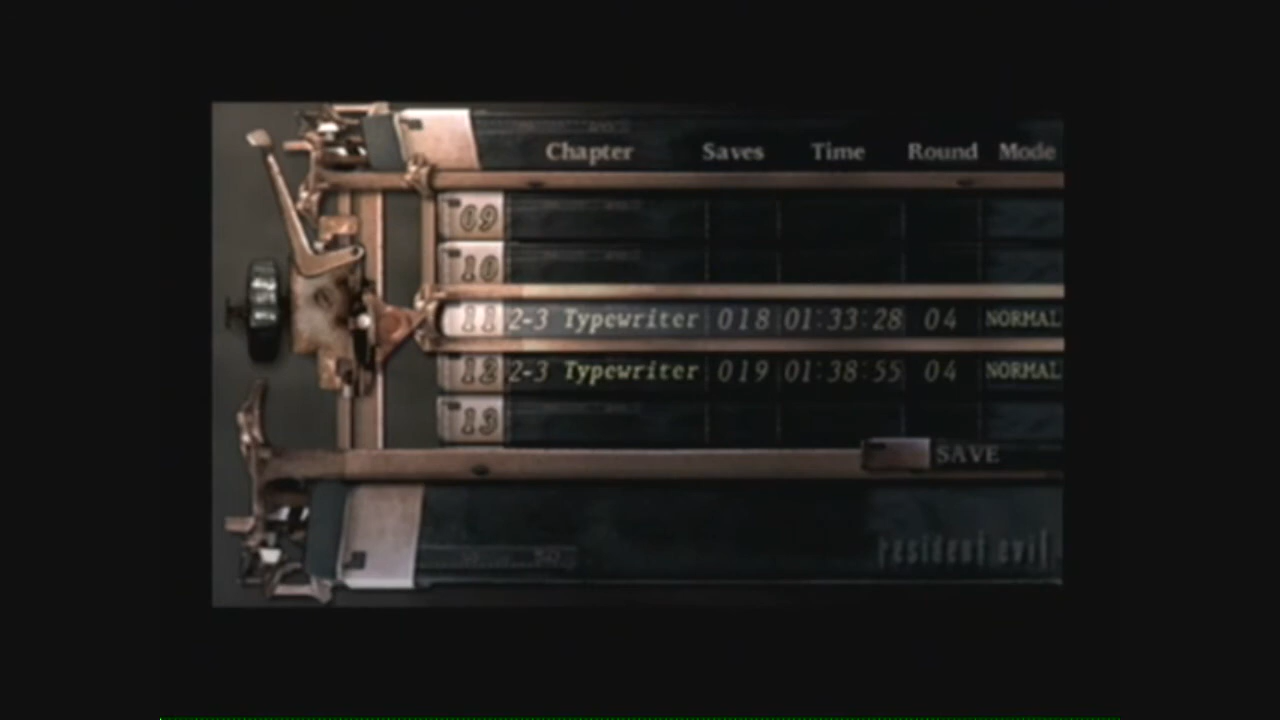 Chapter Saves Time Round Mode
09
10
11 2-3 Typewriter 018 01:33:28 04 NORMAL
12 2-3 Typewriter 019 01:38:55 04 NORMAL
13
SAVE
resident evil